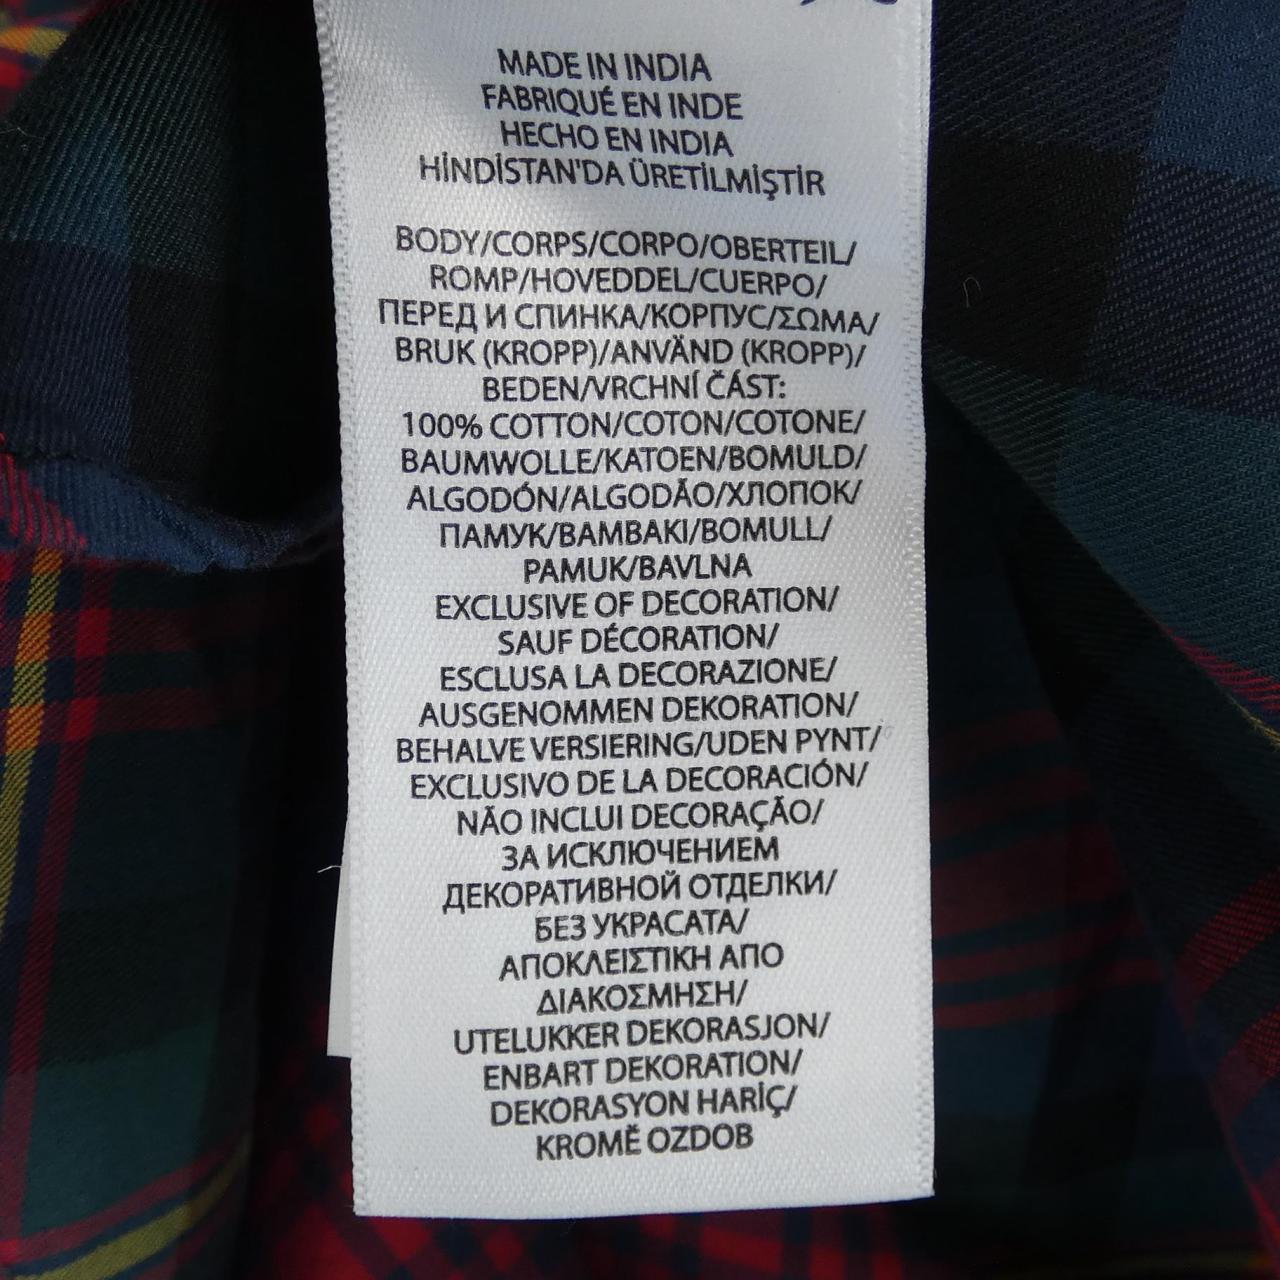 MADE IN INDIA
FABRIQUÉ EN INDE
HECHO EN INDIA
HİNDİSTAN'DA ÜRETİLMİŞTİR
BODY/CORPS/CORPO/OBERTEIL/
ROMP/HOVEDDEL/CUERPO/
ПЕРЕД И СПИНКА/КОРПУС/ΣΩΜΑ/
BRUK (KROPP)/ANVÄND (KROPP)/
BEDEN/VRCHNÍ ČÁST:
100% COTTON/COTON/COTONE/
BAUMWOLLE/KATOEN/BOMULD/
ALGODÓN/ALGODÃO/ХЛОПОК/
ПАМУК/BAMBAKI/BOMULL/
PAMUK/BAVLNA
EXCLUSIVE OF DECORATION/
SAUF DÉCORATION/
ESCLUSA LA DECORAZIONE/
AUSGENOMMEN DEKORATION/
BEHALVE VERSIERING/UDEN PYNT/
EXCLUSIVO DE LA DECORACIÓN/
NÃO INCLUI DECORAÇÃO/
ЗА ИСКЛЮЧЕНИЕМ
ДЕКОРАТИВНОЙ ОТДЕЛКИ/
БЕЗ УКРАСАТА/
ΑΠΟΚΛΕΙΣΤΙΚΗ ΑΠΟ
ΔΙΑΚΟΣΜΗΣΗ/
UTELUKKER DEKORASJON/
ENBART DEKORATION/
DEKORASYON HARİÇ/
KROMĚ OZDOB